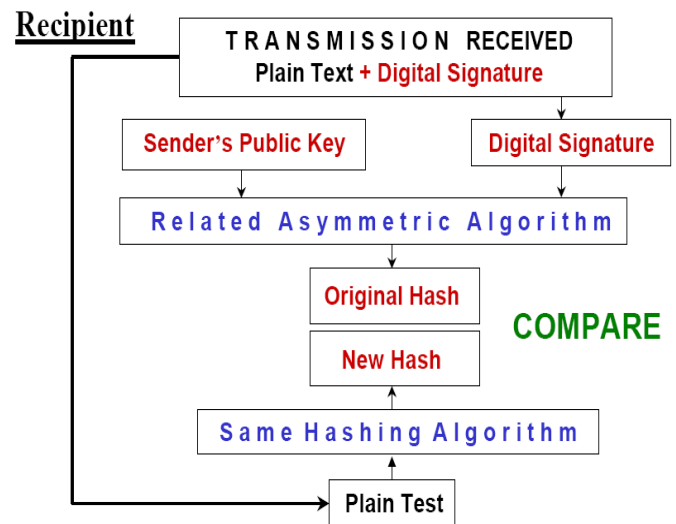 Recipient
TRANSMISSION RECEIVED
Plain Text + Digital Signature
Sender's Public Key
Digital Signature
Related Asymmetric Algorithm
Original Hash
COMPARE
New Hash
Same Hashing Algorithm
Plain Test